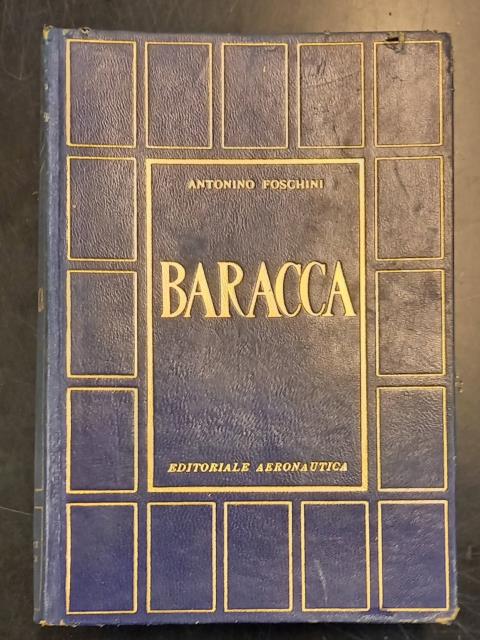 ANTONINO FOSCHINI
BARACCA
EDITORIALE AERONAUTICA